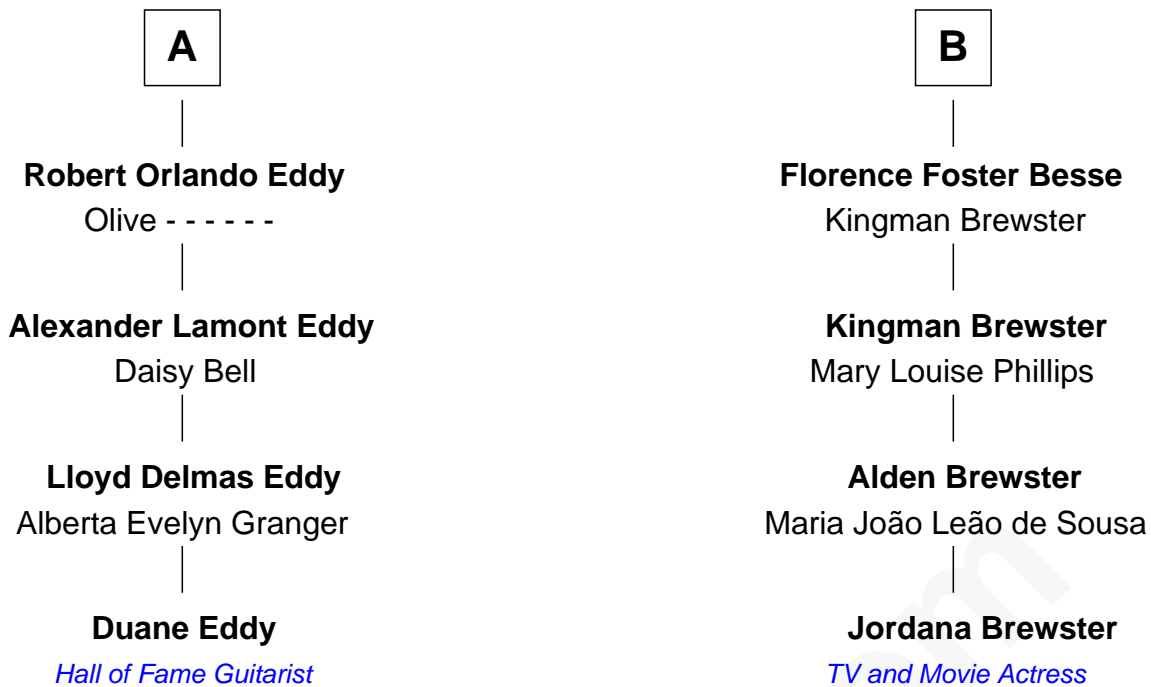 A
Robert Orlando Eddy
Olive - - - - - -
Alexander Lamont Eddy
Daisy Bell
Lloyd Delmas Eddy
Alberta Evelyn Granger
Duane Eddy
Hall of Fame Guitarist
B
Florence Foster Besse
Kingman Brewster
Kingman Brewster
Mary Louise Phillips
Alden Brewster
Maria João Leão de Sousa
Jordana Brewster
TV and Movie Actress